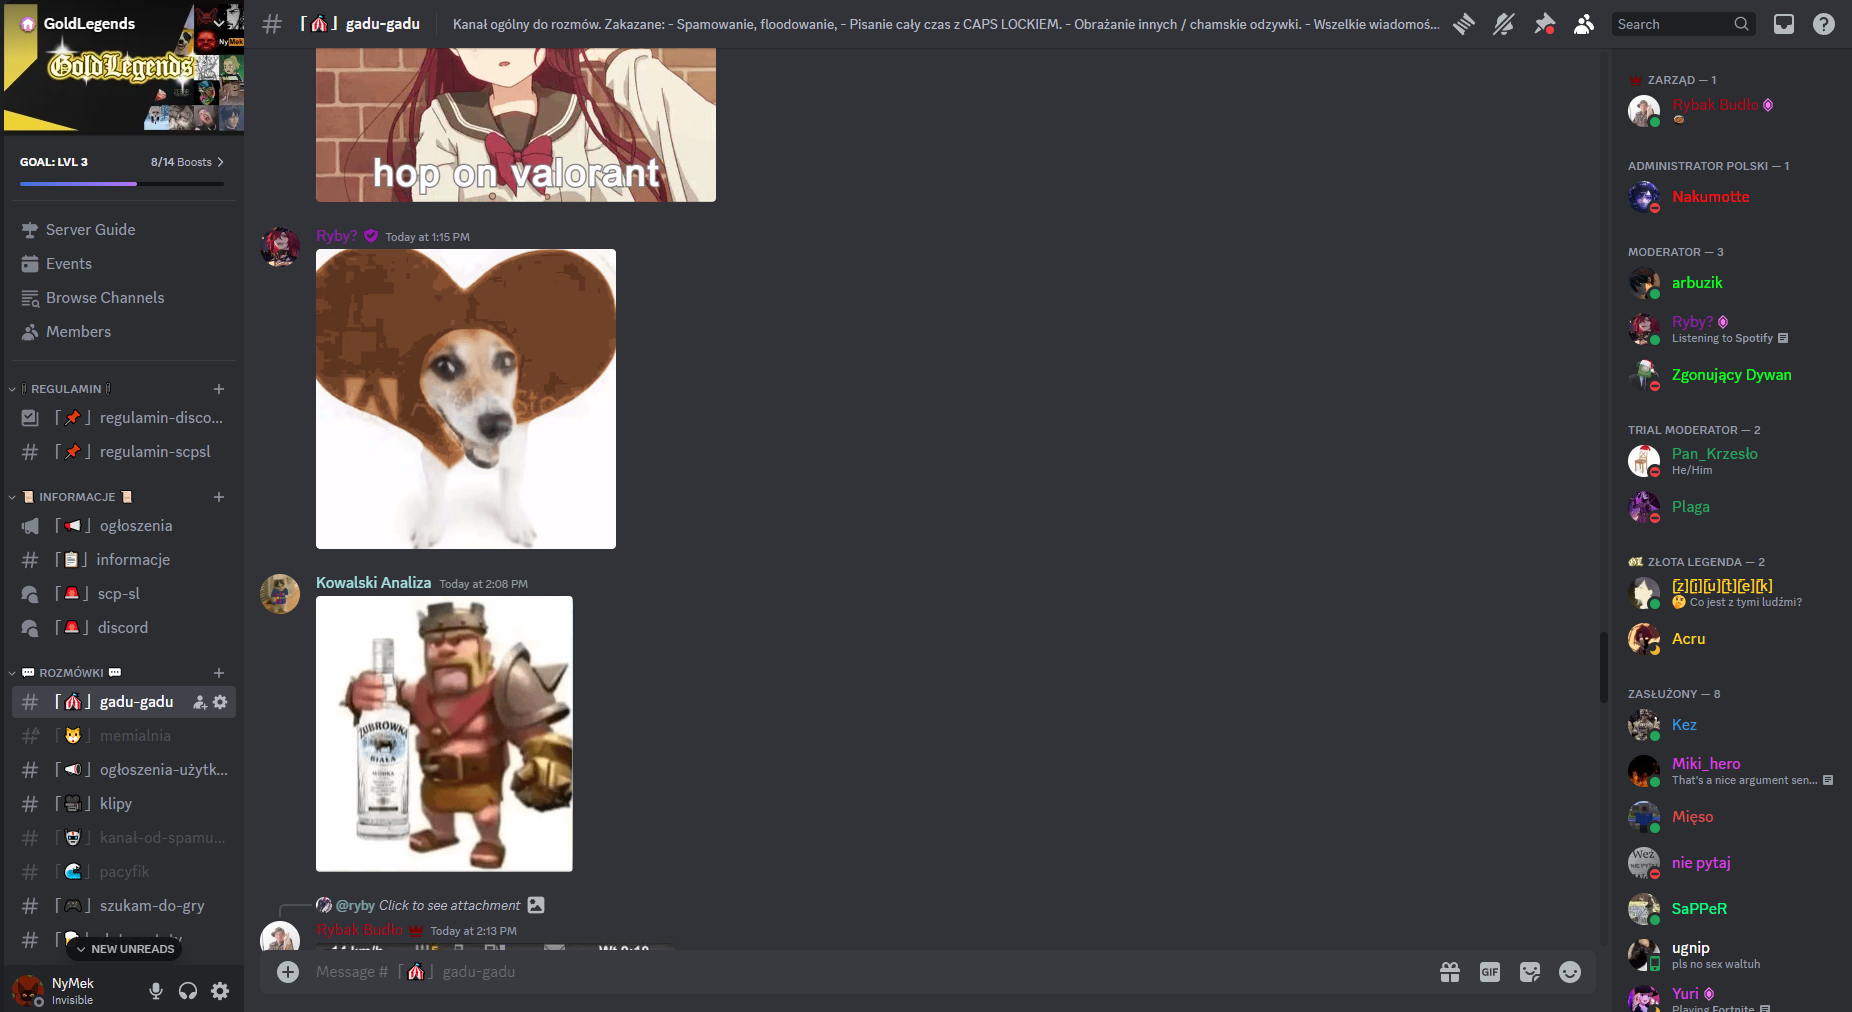 GoldLegends
GoldLegends
NyMek
GOAL: LVL 3
8/14 Boosts
Server Guide
Events
Browse Channels
Members
REGULAMIN
「📌」 regulamin-disco...
「📌」 regulamin-scpsl
📜 INFORMACJE 📜
「📢」 ogłoszenia
「📋」 informacje
「🚨」 scp-sl
「🚨」 discord
💬 ROZMÓWKI 💬
「🎪」 gadu-gadu
「🐱」 memialnia
ogłoszenia-użytk...
「🎥」 klipy
kanał-od-spamu...
「🌊」 pacyfik
「🎮」 szukam-do-gry
NEW UNREADS
NyMek
Invisible
「🎪」 gadu-gadu
Kanał ogólny do rozmów. Zakazane: - Spamowanie, floodowanie, - Pisanie cały czas z CAPS LOCKIEM. - Obrażanie innych / chamskie odzywki. - Wszelkie wiadomoś...
Search
hop on valorant
Ryby? Today at 1:15 PM
Kowalski Analiza Today at 2:08 PM
ŻUBRÓWKA
BIAŁA
WÓDKA
@ryby Click to see attachment
Rybak Budlo Today at 2:13 PM
Message # 「🎪」 gadu-gadu
GIF
ZARZĄD — 1
Rybak Budlo
ADMINISTRATOR POLSKI — 1
Nakumotte
MODERATOR — 3
arbuzik
Ryby?
Listening to Spotify
Zgonujący Dywan
TRIAL MODERATOR — 2
Pan_Krzesło
He/Him
Plaga
GL ZŁOTA LEGENDA — 2
[z][i][u][t][e][k]
🤔 Co jest z tymi ludźmi?
Acru
ZASŁUŻONY — 8
Kez
Miki_hero
That's a nice argument sen...
Mięso
nie pytaj
SaPPeR
ugnip
pls no sex waltuh
Yuri
Playing Fortnite